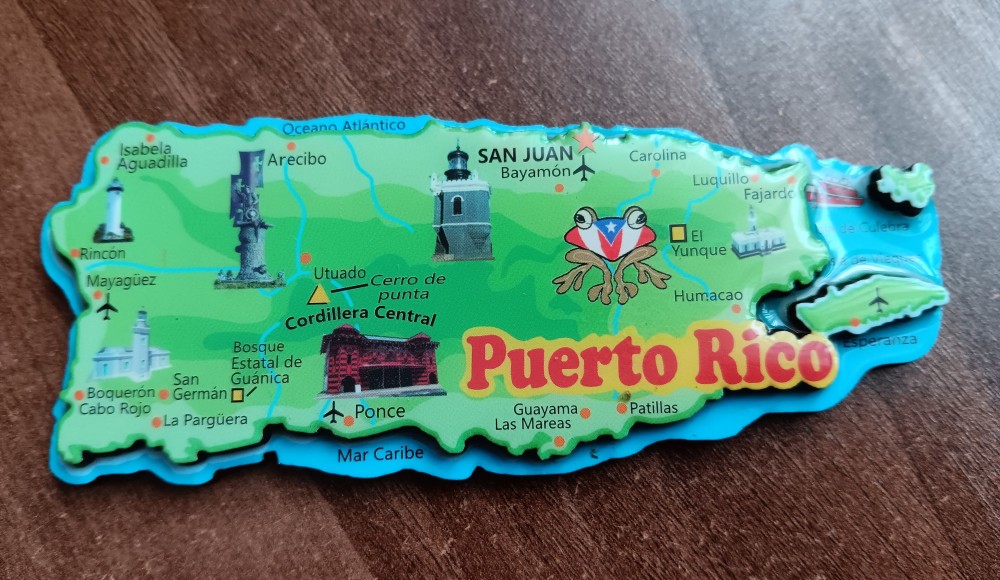 Oceano Atlántico
Isabela
Aguadilla
Arecibo
SAN JUAN
Bayamón
Carolina
Luquillo
Fajardo
Rincón
El
Yunque
de Culebra
Mayagüez
Utuado
Cerro de
punta
Cordillera Central
Humacao
Esperanza
Puerto Rico
Bosque
Estatal de
Guánica
San
Germán
Boquerón
Cabo Rojo
La Pargüera
Ponce
Guayama
Las Mareas
Patillas
Mar Caribe